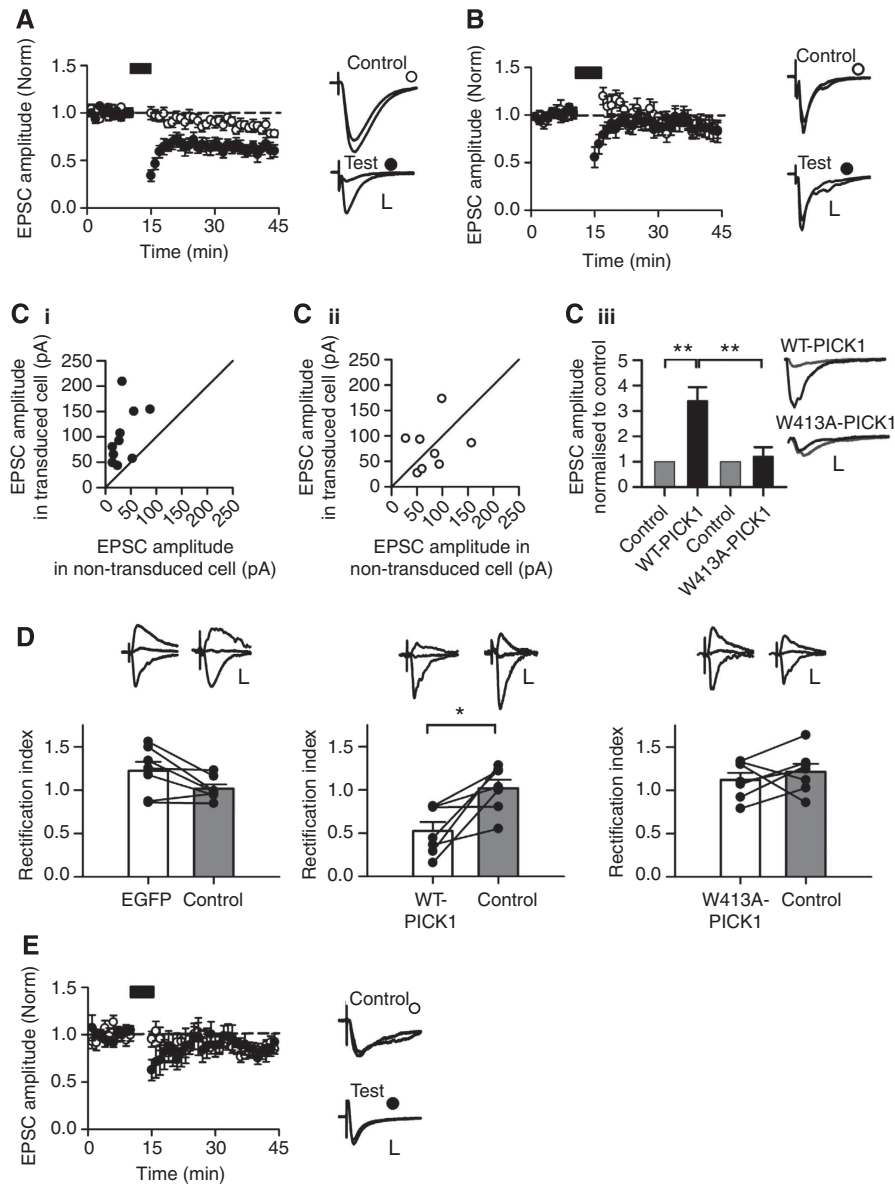 A
EPSC amplitude (Norm)
1.5
1.0
0.5
0.0
0
15
30
45
Time (min)
Control
Test
L
B
EPSC amplitude (Norm)
1.5
1.0
0.5
0.0
0
15
30
45
Time (min)
Control
Test
L
C i
EPSC amplitude
in transduced cell (pA)
250
200
150
100
50
0
0
50
100
150
200
250
EPSC amplitude
in non-transduced cell (pA)
C ii
EPSC amplitude
in transduced cell (pA)
250
200
150
100
50
0
0
50
100
150
200
250
EPSC amplitude in
non-transduced cell (pA)
C iii
EPSC amplitude
normalised to control
5
4
3
2
1
0
**
**
Control
WT-PICK1
Control
W413A-PICK1
WT-PICK1
W413A-PICK1
L
D
L
Rectification index
1.5
1.0
0.5
0.0
EGFP Control
L
*
Rectification index
1.5
1.0
0.5
0.0
WT-
PICK1
Control
L
Rectification index
1.5
1.0
0.5
0.0
W413A-
PICK1
Control
E
EPSC amplitude (Norm)
1.5
1.0
0.5
0.0
0
15
30
45
Time (min)
Control
Test
L